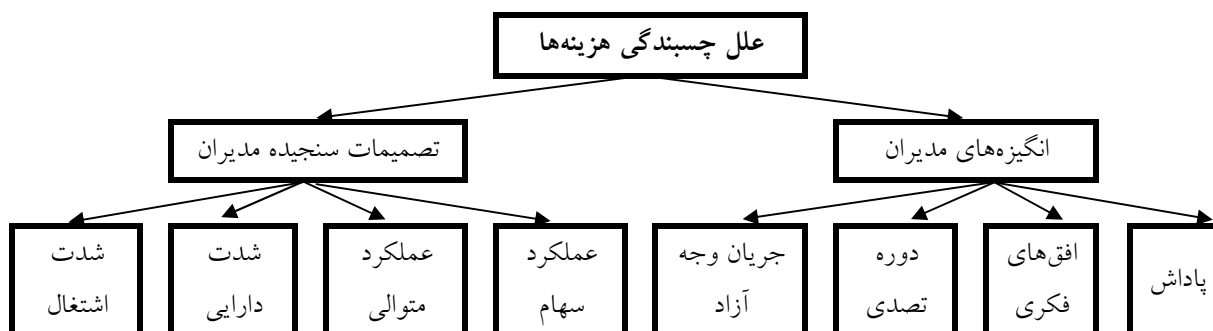 علل چسبندگی هزینه‌ها
انگیزه‌های مدیران
تصمیمات سنجیده مدیران
پاداش
افق‌های
فکری
دوره
تصدی
جریان وجه
آزاد
عملکرد
سهام
عملکرد
متوالی
شدت
دارایی
شدت
اشتغال